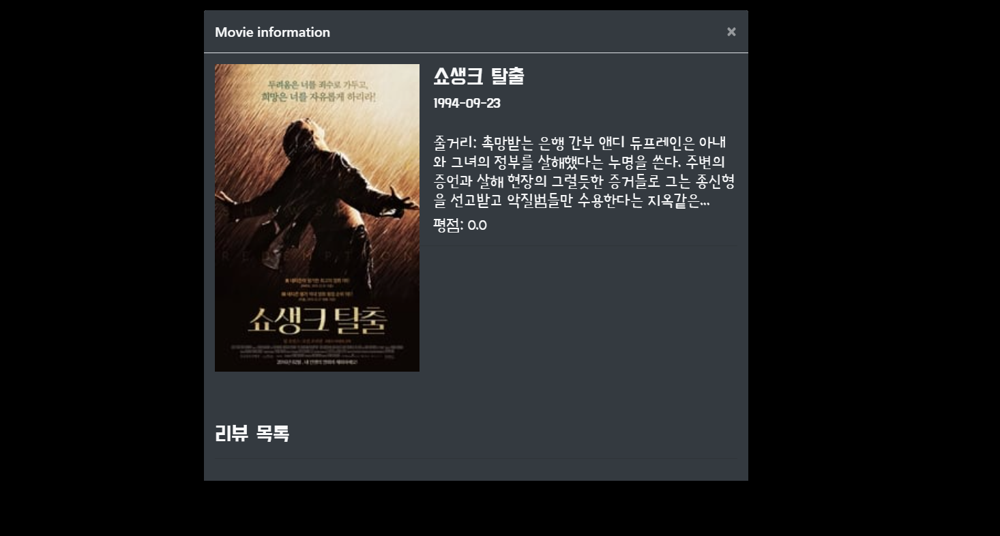 Movie information
×
두려움은 너를 죄수로 가두고,
희망은 너를 자유롭게 하리라!
REDEMPTION
쇼생크 탈출
쇼생크 탈출
1994-09-23
줄거리: 촉망받는 은행 간부 앤디 듀프레인은 아내
와 그녀의 정부를 살해했다는 누명을 쓴다. 주변의
증언과 살해 현장의 그럴듯한 증거들로 그는 종신형
을 선고받고 악질범들만 수용한다는 지옥같은...
평점: 0.0
리뷰 목록